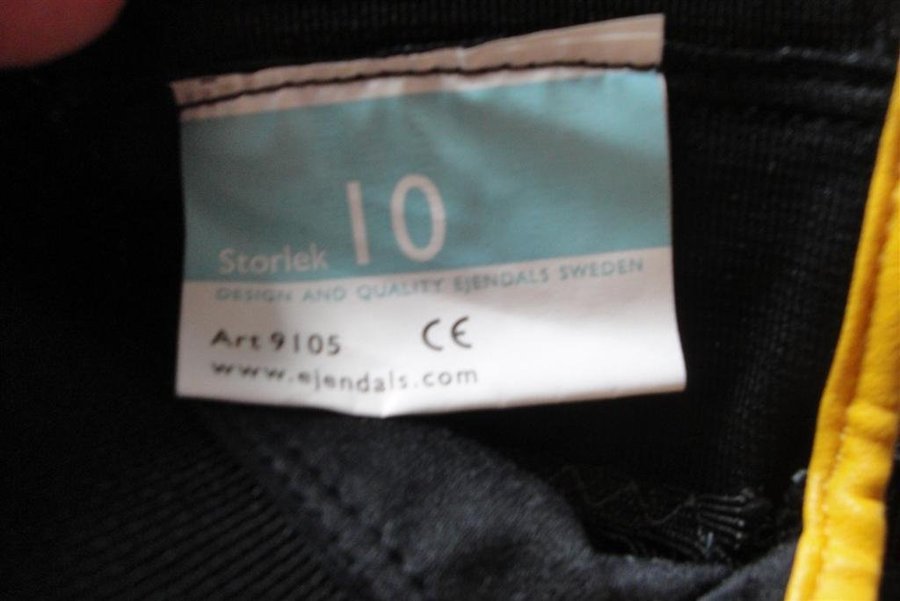 Storlek 10
DESIGN AND QUALITY EJENDALS SWEDEN
Art 9105 CE
www.ejendals.com